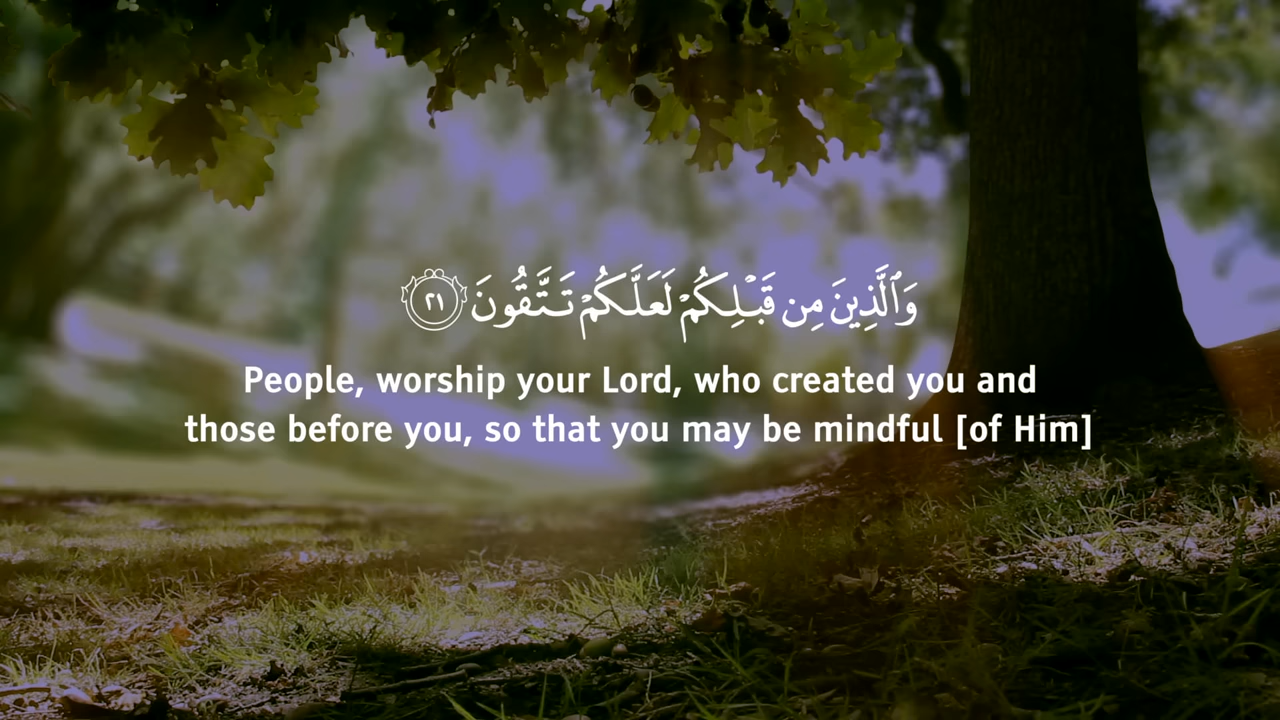 وَٱلَّذِينَ مِن قَبْلِكُمْ لَعَلَّكُمْ تَتَّقُونَ ٢١
People, worship your Lord, who created you and
those before you, so that you may be mindful [of Him]